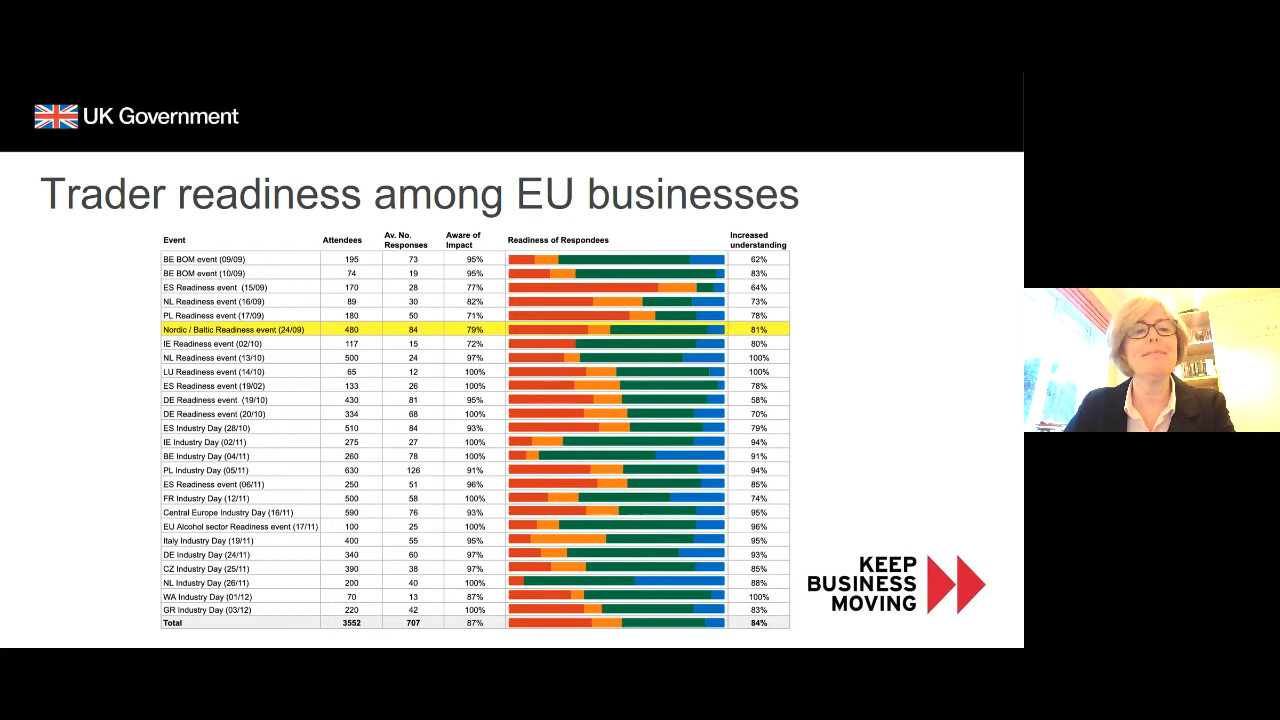 UK Government
Trader readiness among EU businesses
Event Attendees Av. No. Responses Aware of Impact Readiness of Respondees Increased understanding
BE BOM event (09/09) 195 73 95% 62%
BE BOM event (10/09) 74 19 95% 83%
ES Readiness event (15/09) 170 28 77% 64%
NL Readiness event (16/09) 89 30 82% 73%
PL Readiness event (17/09) 180 50 71% 78%
Nordic / Baltic Readiness event (24/09) 480 84 79% 81%
IE Readiness event (02/10) 117 15 72% 80%
NL Readiness event (13/10) 500 24 97% 100%
LU Readiness event (14/10) 65 12 100% 100%
ES Readiness event (19/02) 133 26 100% 78%
DE Readiness event (19/10) 430 81 95% 58%
DE Readiness event (20/10) 334 68 100% 70%
ES Industry Day (28/10) 510 84 93% 79%
IE Industry Day (02/11) 275 27 100% 94%
BE Industry Day (04/11) 260 78 100% 91%
PL Industry Day (05/11) 630 126 91% 94%
ES Readiness event (06/11) 250 51 96% 85%
FR Industry Day (12/11) 500 58 100% 74%
Central Europe Industry Day (16/11) 590 76 93% 95%
EU Alcohol sector Readiness event (17/11) 100 25 100% 96%
Italy Industry Day (19/11) 400 55 95% 95%
DE Industry Day (24/11) 340 60 97% 93%
CZ Industry Day (25/11) 390 38 97% 85%
NL Industry Day (26/11) 200 40 100% 88%
WA Industry Day (01/12) 70 13 87% 100%
GR Industry Day (03/12) 220 42 100% 83%
Total 3552 707 87% 84%
KEEP
BUSINESS
MOVING